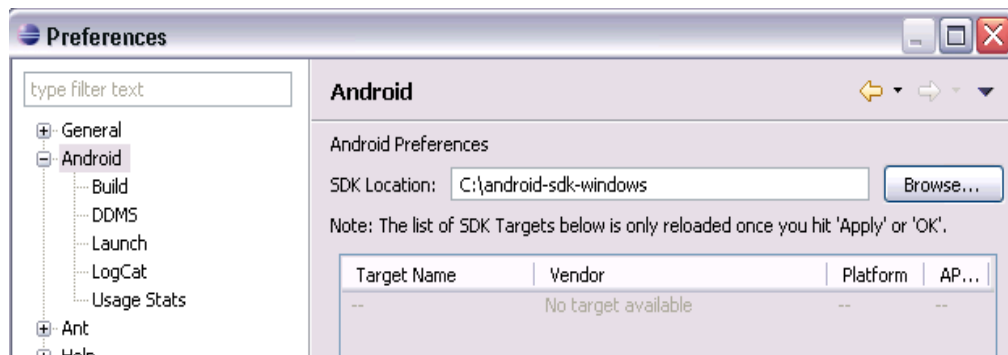 Preferences
type filter text
General
Android
Build
DDMS
Launch
LogCat
Usage Stats
Ant
Help
Android
Android Preferences
SDK Location: C:\android-sdk-windows Browse...
Note: The list of SDK Targets below is only reloaded once you hit 'Apply' or 'OK'.
Target Name Vendor Platform AP...
-- No target available -- --